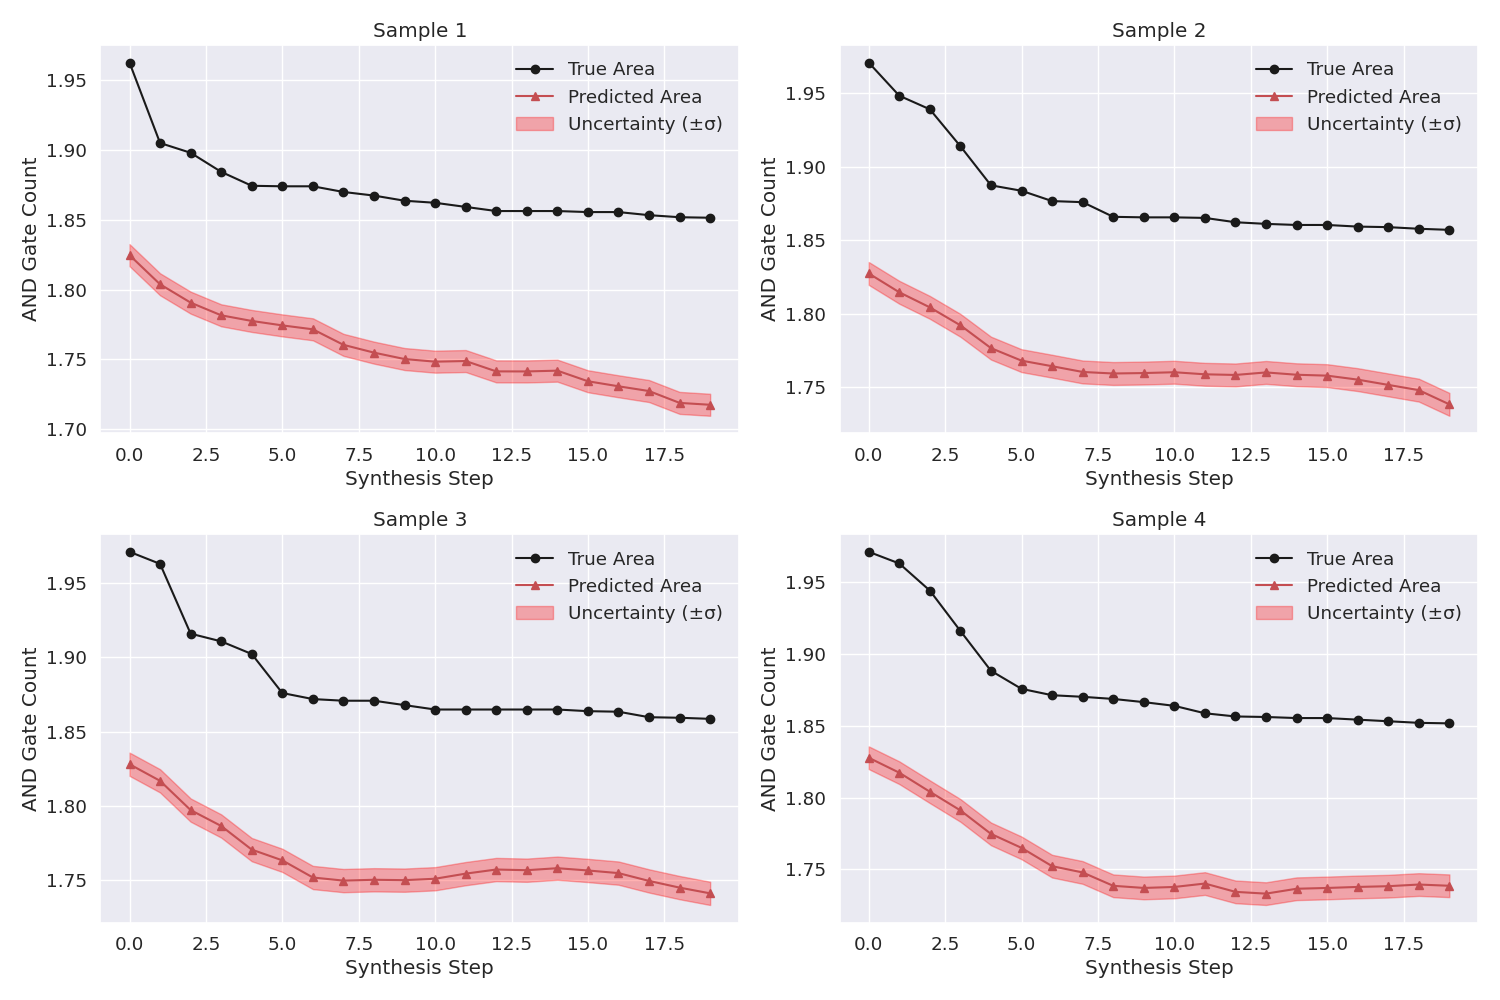 Sample 1
AND Gate Count
1.95
1.90
1.85
1.80
1.75
1.70
True Area
Predicted Area
Uncertainty (±σ)
0.0 2.5 5.0 7.5 10.0 12.5 15.0 17.5
Synthesis Step
Sample 2
AND Gate Count
1.95
1.90
1.85
1.80
1.75
True Area
Predicted Area
Uncertainty (±σ)
0.0 2.5 5.0 7.5 10.0 12.5 15.0 17.5
Synthesis Step
Sample 3
AND Gate Count
1.95
1.90
1.85
1.80
1.75
True Area
Predicted Area
Uncertainty (±σ)
0.0 2.5 5.0 7.5 10.0 12.5 15.0 17.5
Synthesis Step
Sample 4
AND Gate Count
1.95
1.90
1.85
1.80
1.75
True Area
Predicted Area
Uncertainty (±σ)
0.0 2.5 5.0 7.5 10.0 12.5 15.0 17.5
Synthesis Step